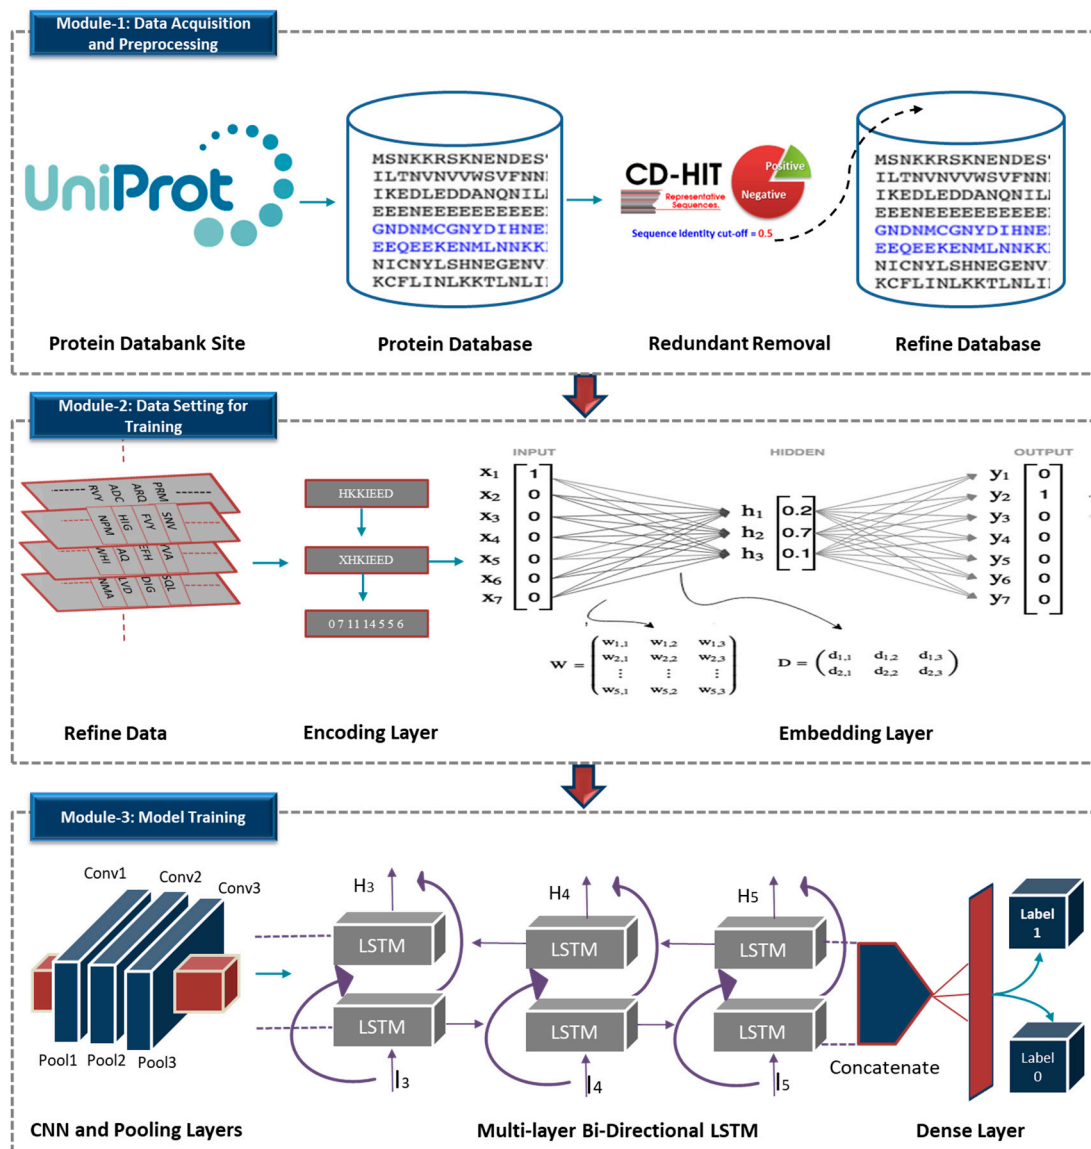 Module-1: Data Acquisition
and Preprocessing
UniProt
MSNKKRSKNENDES
ILTNVNVVWSVFNN
IKEDLEDDANQNIL
EEENEEEEEEEEEE
GNDNMCGNYDIHNE
EEQEEKENMLNNKK
NICNYLSHNEGENV
KCFLINLKKTLNLI
CD-HIT
Representative
Sequences.
Positive
Negative
Sequence Identity cut-off = 0.5
MSNKKRSKNENDES
ILTNVNVVWSVFNN
IKEDLEDDANQNIL
EEENEEEEEEEEEE
GNDNMCGNYDIHNE
EEQEEKENMLNNKK
NICNYLSHNEGENV
KCFLINLKKTLNLI
Protein Databank Site
Protein Database
Redundant Removal
Refine Database
Module-2: Data Setting for
Training
RVY ADC ARQ PRM
NPM HIG FVY SNV
WHI AQ EFH VA
NMA LVD DIG SQL
HKKIEED
XHKIEED
0 7 11 14 5 5 6
INPUT
HIDDEN
OUTPUT
x1 1
x2 0
x3 0
x4 0
x5 0
x6 0
x7 0
h1 0.2
h2 0.7
h3 0.1
y1 0
y2 1
y3 0
y4 0
y5 0
y6 0
y7 0
W = ( w1,1 w1,2 w1,3
w2,1 w2,2 w2,3
⋮ ⋮ ⋮
w5,1 w5,2 w5,3 )
D = ( d1,1 d1,2 d1,3
d2,1 d2,2 d2,3 )
Refine Data
Encoding Layer
Embedding Layer
Module-3: Model Training
Conv1
Conv2
Conv3
Pool1
Pool2
Pool3
H3
H4
H5
LSTM
LSTM
LSTM
LSTM
LSTM
LSTM
I3
I4
I5
Concatenate
Label
1
Label
0
CNN and Pooling Layers
Multi-layer Bi-Directional LSTM
Dense Layer